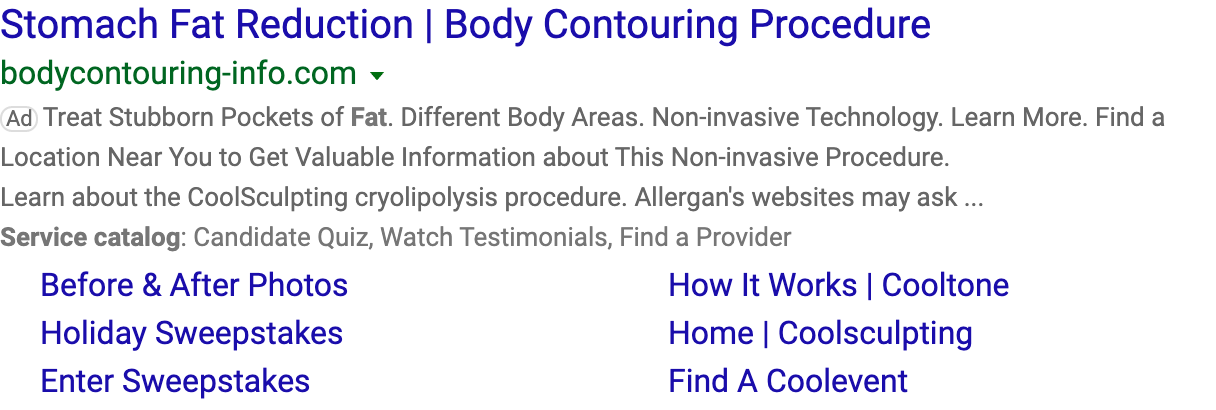 Stomach Fat Reduction | Body Contouring Procedure
bodycontouring-info.com
Ad Treat Stubborn Pockets of Fat. Different Body Areas. Non-invasive Technology. Learn More. Find a
Location Near You to Get Valuable Information about This Non-invasive Procedure.
Learn about the CoolSculpting cryolipolysis procedure. Allergan's websites may ask ...
Service catalog: Candidate Quiz, Watch Testimonials, Find a Provider
Before & After Photos How It Works | Cooltone
Holiday Sweepstakes Home | Coolsculpting
Enter Sweepstakes Find A Coolevent